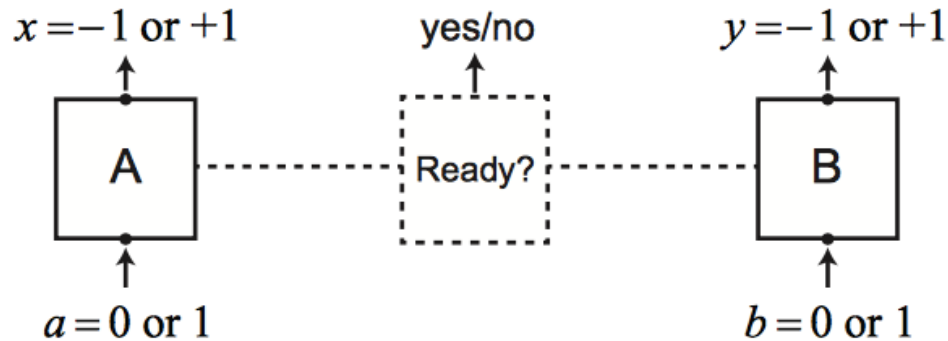 x = −1 or +1
yes/no
y = −1 or +1
A
Ready?
B
a = 0 or 1
b = 0 or 1